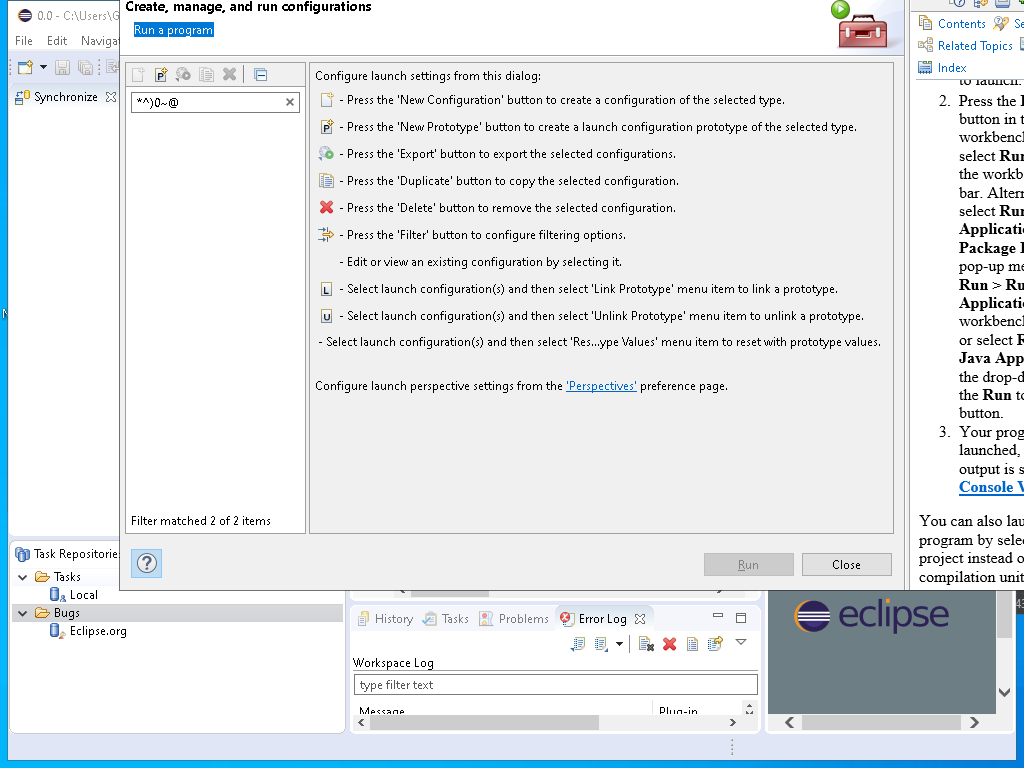 0.0 - C:\Users\G
File Edit Navigat
Synchronize
Create, manage, and run configurations
Run a program
*^^)0~@
Filter matched 2 of 2 items
Configure launch settings from this dialog:
- Press the 'New Configuration' button to create a configuration of the selected type.
- Press the 'New Prototype' button to create a launch configuration prototype of the selected type.
- Press the 'Export' button to export the selected configurations.
- Press the 'Duplicate' button to copy the selected configuration.
- Press the 'Delete' button to remove the selected configuration.
- Press the 'Filter' button to configure filtering options.
- Edit or view an existing configuration by selecting it.
- Select launch configuration(s) and then select 'Link Prototype' menu item to link a prototype.
- Select launch configuration(s) and then select 'Unlink Prototype' menu item to unlink a prototype.
- Select launch configuration(s) and then select 'Res...ype Values' menu item to reset with prototype values.
Configure launch perspective settings from the 'Perspectives' preference page.
Run Close
Contents Se
Related Topics
Index
to launch.
2. Press the
button in t
workbench
select Run
the workb
bar. Altern
select Run
Applicatio
Package
pop-up me
Run > Ru
Applicatio
workbench
or select
Java App
the drop-d
the Run to
button.
3. Your prog
launched,
output is s
Console V
You can also lau
program by selec
project instead o
compilation unit
Task Repositorie
Tasks
Local
Bugs
Eclipse.org
History Tasks Problems Error Log
Workspace Log
type filter text
Message Plug-in
eclipse